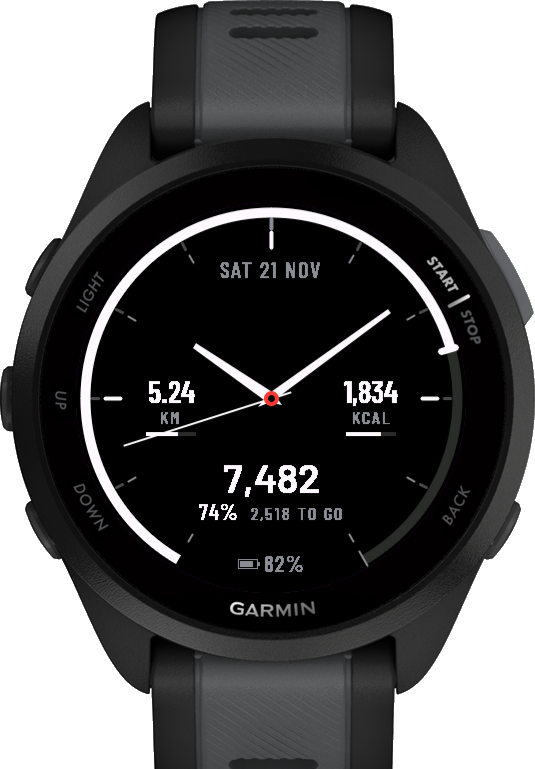 SAT 21 NOV
START
STOP
LIGHT
5.24
KM
1,834
KCAL
UP
7,482
74% 2,518 TO GO
DOWN
BACK
82%
GARMIN